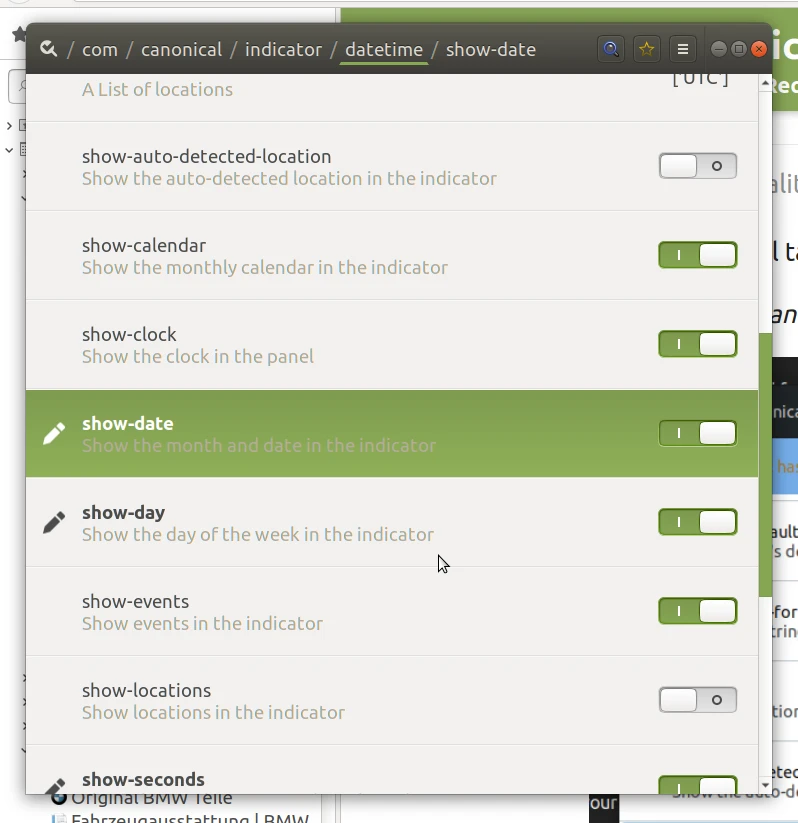 / com / canonical / indicator / datetime / show-date
['UTC']
A List of locations
show-auto-detected-location
Show the auto-detected location in the indicator
show-calendar
Show the monthly calendar in the indicator
show-clock
Show the clock in the panel
show-date
Show the month and date in the indicator
show-day
Show the day of the week in the indicator
show-events
Show events in the indicator
show-locations
Show locations in the indicator
show-seconds
has
our
Original BMW Teile
Fahrzeugausstattung | BMW